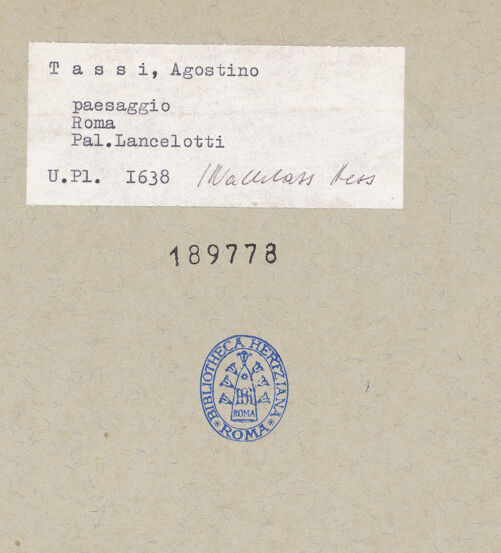 T a s s i, Agostino
paesaggio
Roma
Pal.Lancelotti
U.Pl. I638
189778
BIBLIOTHECA HERTZIANA
ROMA
ROMA